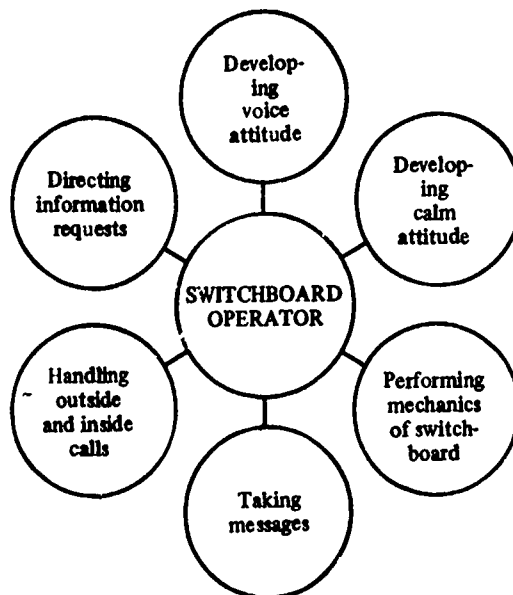 Develop-
ing
voice
attitude
Develop-
ing
calm
attitude
Directing
information
requests
SWITCHBOARD
OPERATOR
Performing
mechanics
of switch-
board
Handling
outside
and inside
calls
Taking
messages